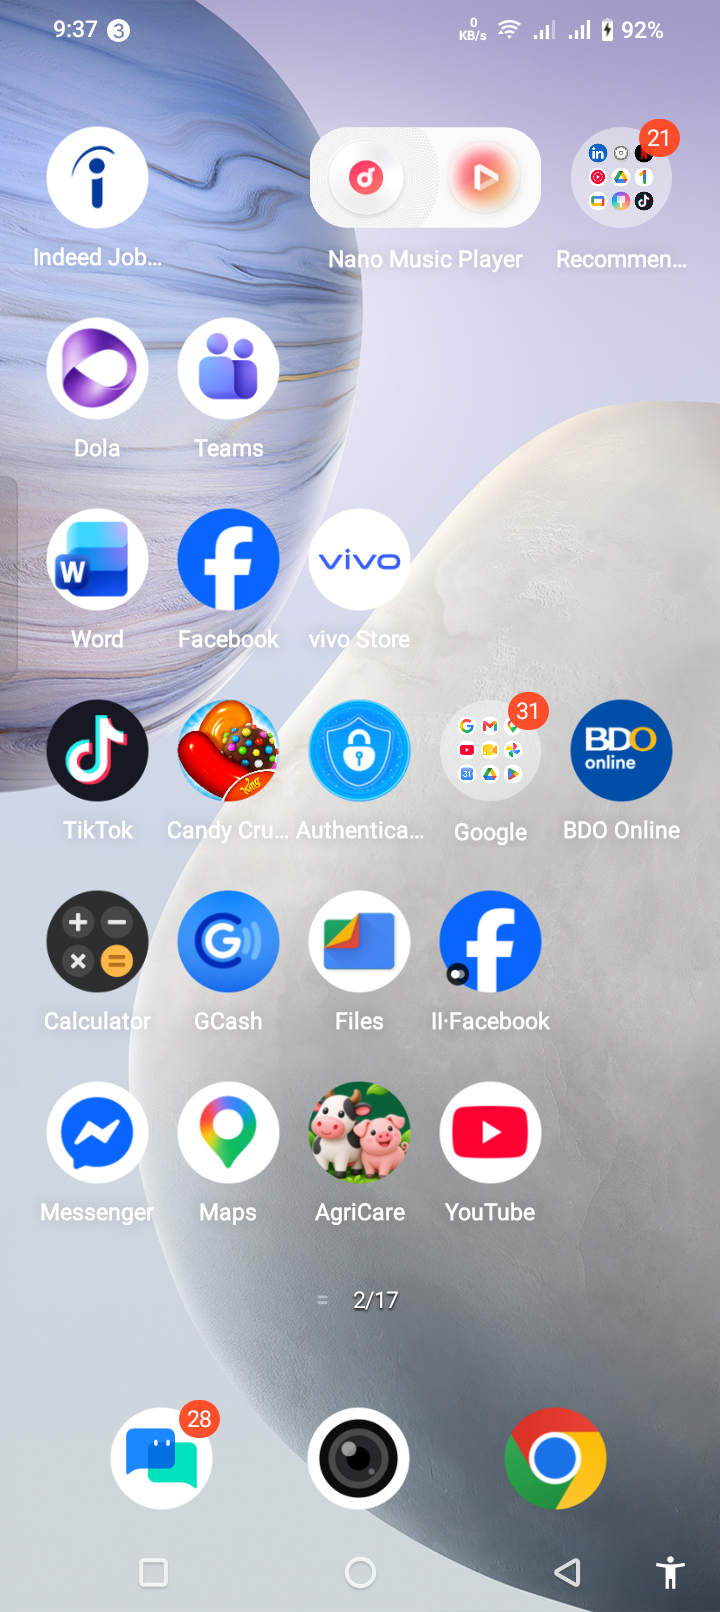 9:37 3 0 KB/s 92%
21
Indeed Job... Nano Music Player Recommen...
Dola Teams
W vivo
Word Facebook vivo Store
31 BDO online
TikTok Candy Cru... Authentica... Google BDO Online
Calculator GCash Files II·Facebook
Messenger Maps AgriCare YouTube
2/17
28